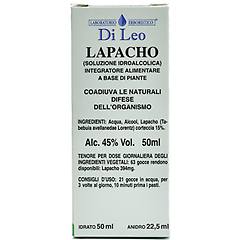 LABORATORIO ERBORISTICO
Di Leo
LAPACHO
(SOLUZIONE IDROALCOLICA)
INTEGRATORE ALIMENTARE
A BASE DI PIANTE
COADIUVA LE NATURALI
DIFESE
DELL'ORGANISMO
INGREDIENTI: Acqua, Alcool, Lapacho (Ta-
bebuia avellanedae Lorentz) corteccia 15%.
Alc. 45% Vol. 50ml
TENORE PER DOSE GIORNALIERA DEGLI
INGREDIENTI VEGETALI: 63 gocce rendono
disponibili: Lapacho 394mg.
CONSIGLI D'USO: 21 gocce in acqua, per
3 volte al giorno, 10 minuti prima i pasti.
IDRATO 50 ml ANIDRO 22,5 ml